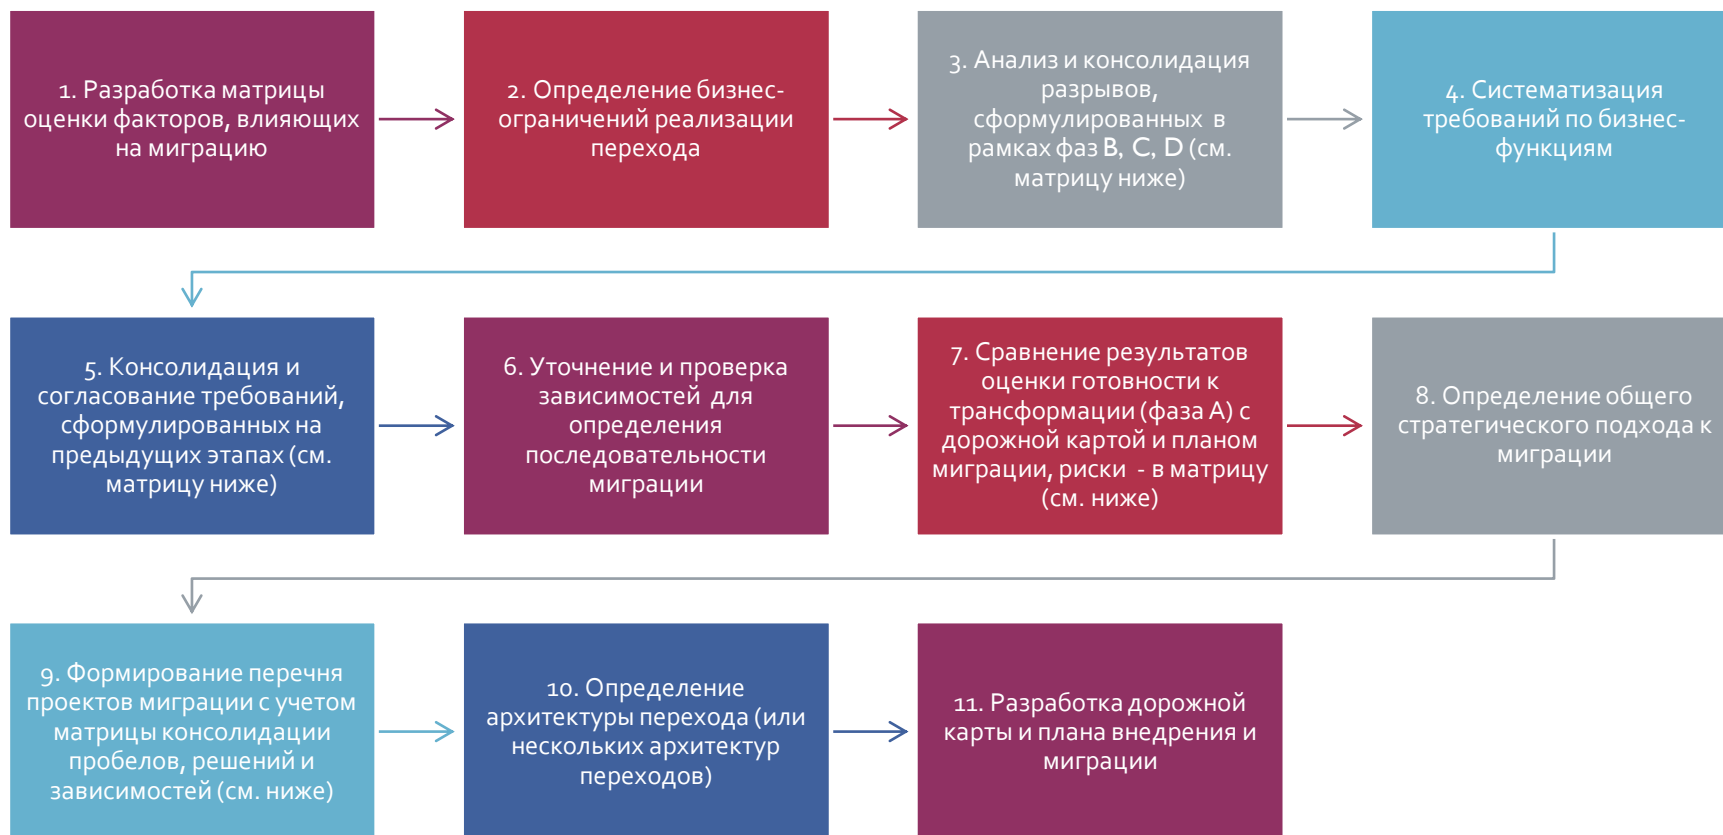 1. Разработка матрицы
оценки факторов, влияющих
на миграцию
2. Определение бизнес-
ограничений реализации
перехода
3. Анализ и консолидация
разрывов,
сформулированных в
рамках фаз B, C, D (см.
матрицу ниже)
4. Систематизация
требований по бизнес-
функциям
5. Консолидация и
согласование требований,
сформулированных на
предыдущих этапах (см.
матрицу ниже)
6. Уточнение и проверка
зависимостей для
определения
последовательности
миграции
7. Сравнение результатов
оценки готовности к
трансформации (фаза А) с
дорожной картой и планом
миграции, риски - в матрицу
(см. ниже)
8. Определение общего
стратегического подхода к
миграции
9. Формирование перечня
проектов миграции с учетом
матрицы консолидации
пробелов, решений и
зависимостей (см. ниже)
10. Определение
архитектуры перехода (или
нескольких архитектур
переходов)
11. Разработка дорожной
карты и плана внедрения и
миграции